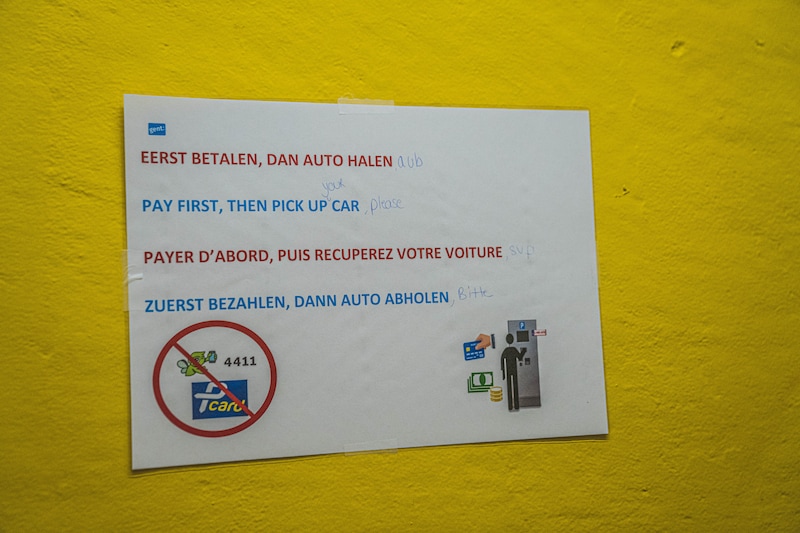 gent:
EERST BETALEN, DAN AUTO HALEN aub
your
PAY FIRST, THEN PICK UP CAR, please
PAYER D'ABORD, PUIS RECUPEREZ VOTRE VOITURE, svp
ZUERST BEZAHLEN, DANN AUTO ABHOLEN, Bitte
4411
P card
P